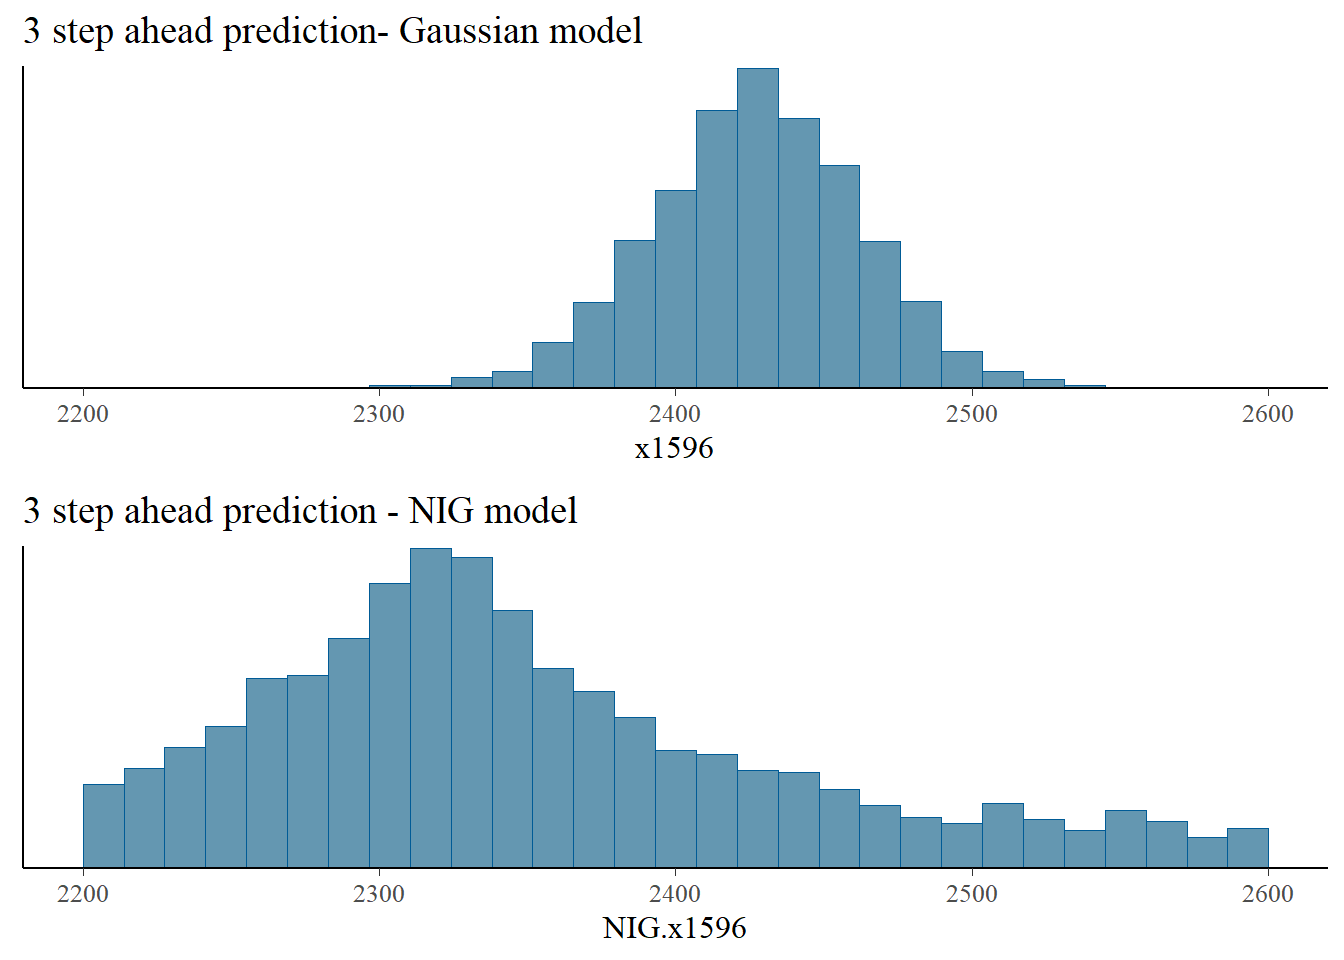 3 step ahead prediction- Gaussian model
2200 2300 2400 2500 2600
x1596
3 step ahead prediction - NIG model
2200 2300 2400 2500 2600
NIG.x1596